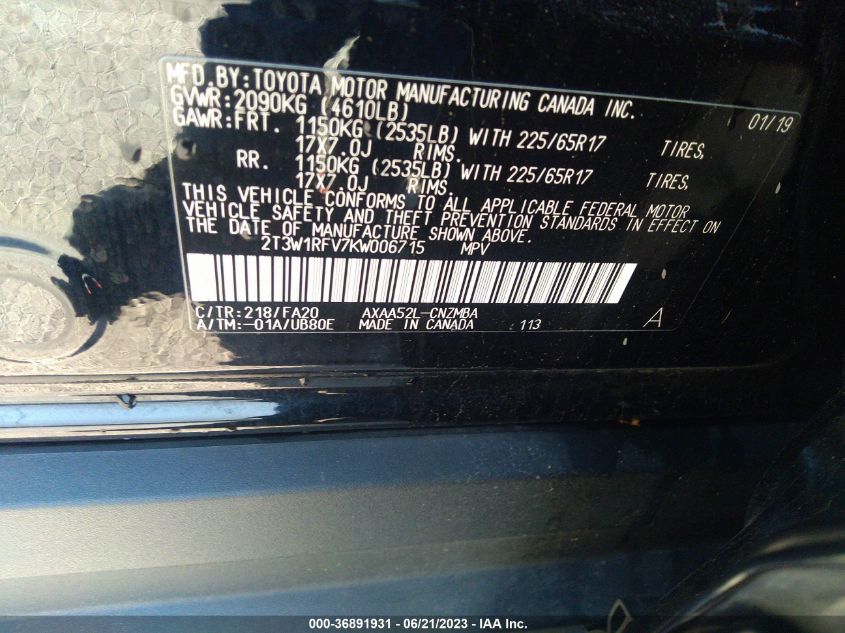 MFD. BY: TOYOTA MOTOR MANUFACTURING CANADA INC.
GVWR: 2090KG (4610LB) 01/19
GAWR: FRT. 1150KG (2535LB) WITH 225/65R17 TIRES,
17X7.0J RIMS.
RR. 1150KG (2535LB) WITH 225/65R17 TIRES,
17X7.0J RIMS.
THIS VEHICLE CONFORMS TO ALL APPLICABLE FEDERAL MOTOR
VEHICLE SAFETY AND THEFT PREVENTION STANDARDS IN EFFECT ON
THE DATE OF MANUFACTURE SHOWN ABOVE.
2T3W1RFV7KW006715 MPV
C/TR: 218/FA20 AXAA52L-CNZMBA
A/TM: -01A/UB80E MADE IN CANADA 113 A
000-36891931 - 06/21/2023 - © IAA Inc.